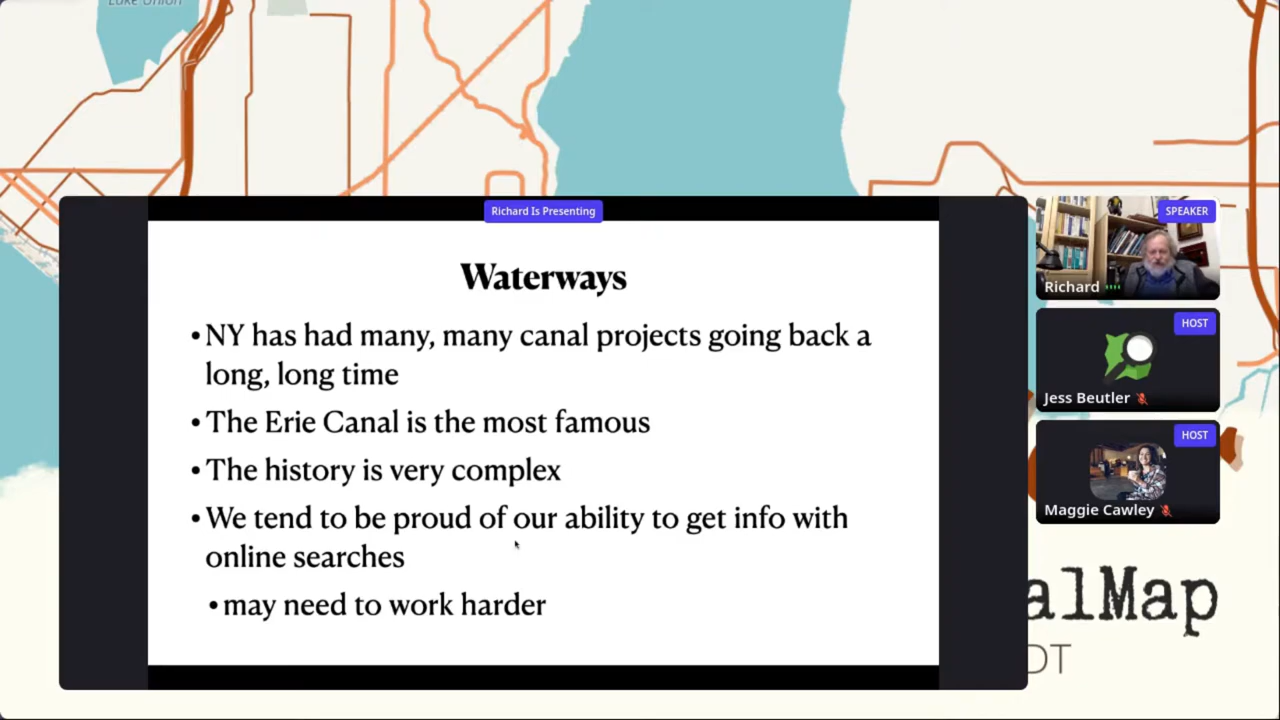 Lake Union
Richard Is Presenting
Waterways
• NY has had many, many canal projects going back a
long, long time
• The Erie Canal is the most famous
• The history is very complex
• We tend to be proud of our ability to get info with
online searches
• may need to work harder
SPEAKER
Richard
HOST
Jess Beutler
HOST
Maggie Cawley
alMap
DT